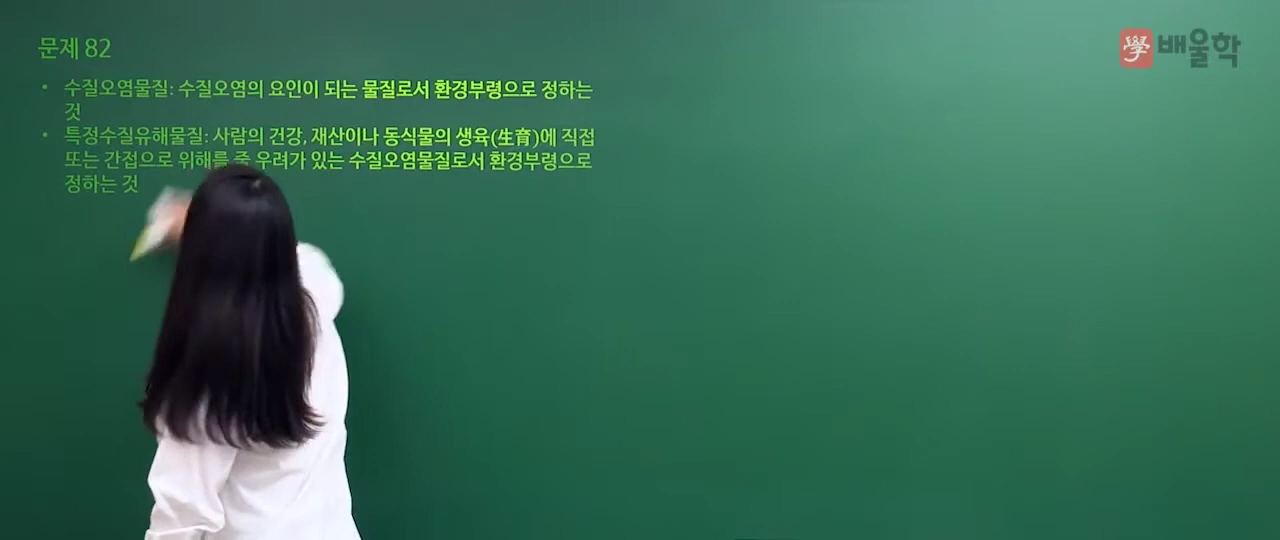 문제 82
學 배울학
• 수질오염물질: 수질오염의 요인이 되는 물질로서 환경부령으로 정하는
것
• 특정수질유해물질: 사람의 건강, 재산이나 동식물의 생육(生育)에 직접
또는 간접으로 위해를 줄 우려가 있는 수질오염물질로서 환경부령으로
정하는 것